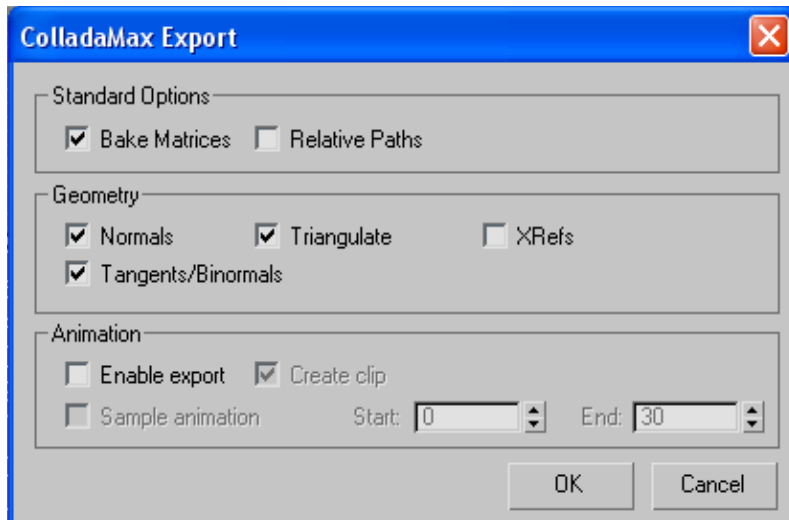 ColladaMax Export
Standard Options
Bake Matrices Relative Paths
Geometry
Normals Triangulate XRefs
Tangents/Binormals
Animation
Enable export Create clip
Sample animation Start: 0 End: 30
OK Cancel